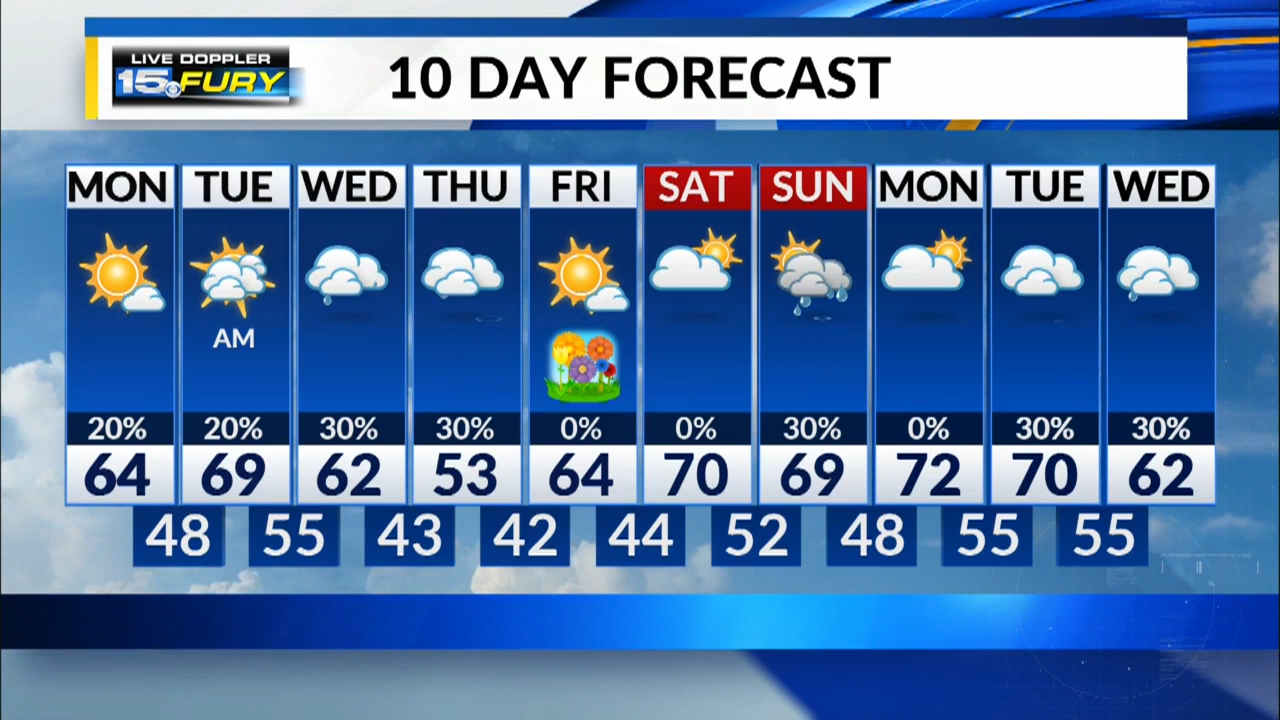 LIVE DOPPLER
15 FURY
10 DAY FORECAST
MON TUE WED THU FRI SAT SUN MON TUE WED
AM
20% 20% 30% 30% 0% 0% 30% 0% 30% 30%
64 69 62 53 64 70 69 72 70 62
48 55 43 42 44 52 48 55 55